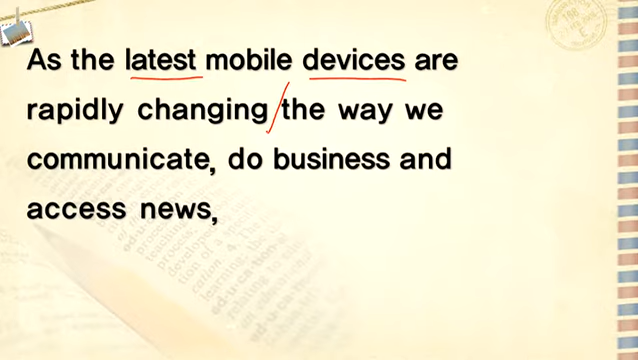 As the latest mobile devices are
rapidly changing the way we
communicate, do business and
access news,